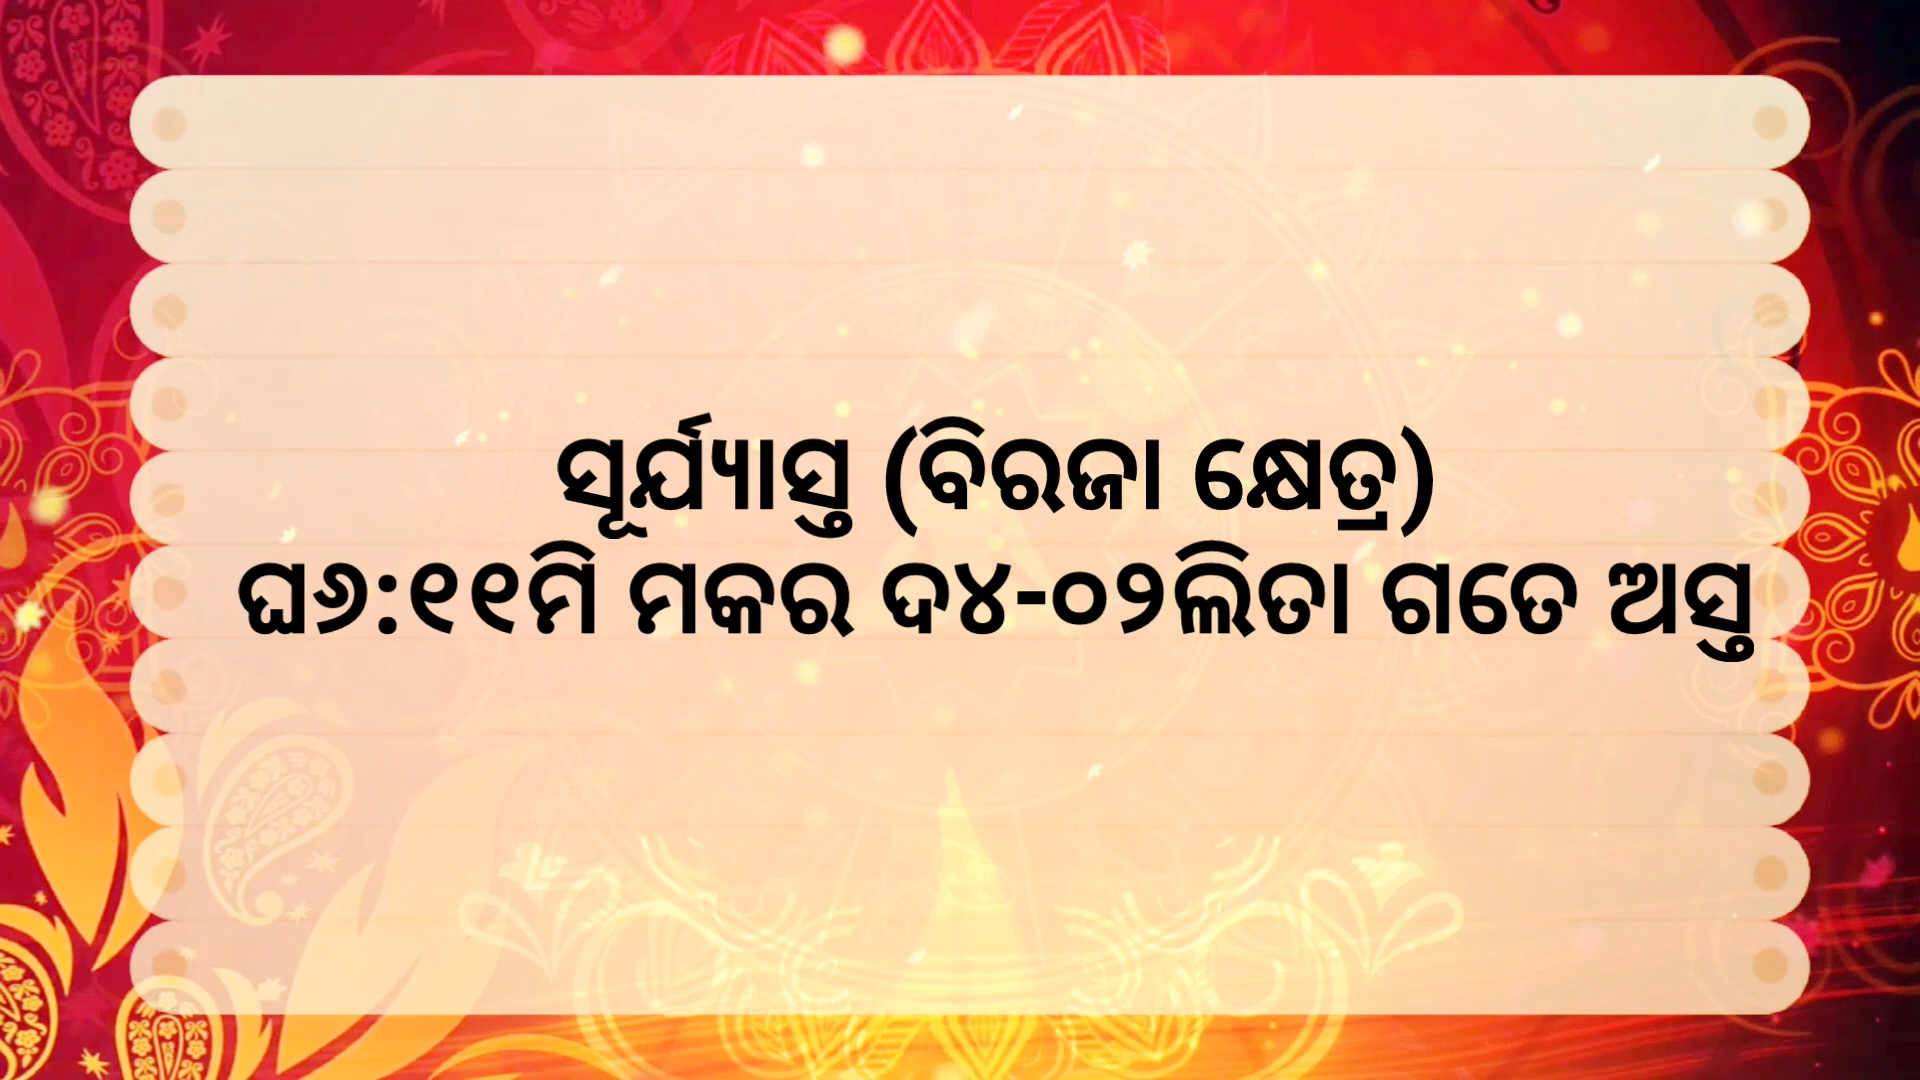 ସୂର୍ଯ୍ୟାସ୍ତ (ବିରଜା କ୍ଷେତ୍ର)
ଘ୬:୧୧ମି ମକର ଦ୪-୦୨ଲିତା ଗତେ ଅସ୍ତ